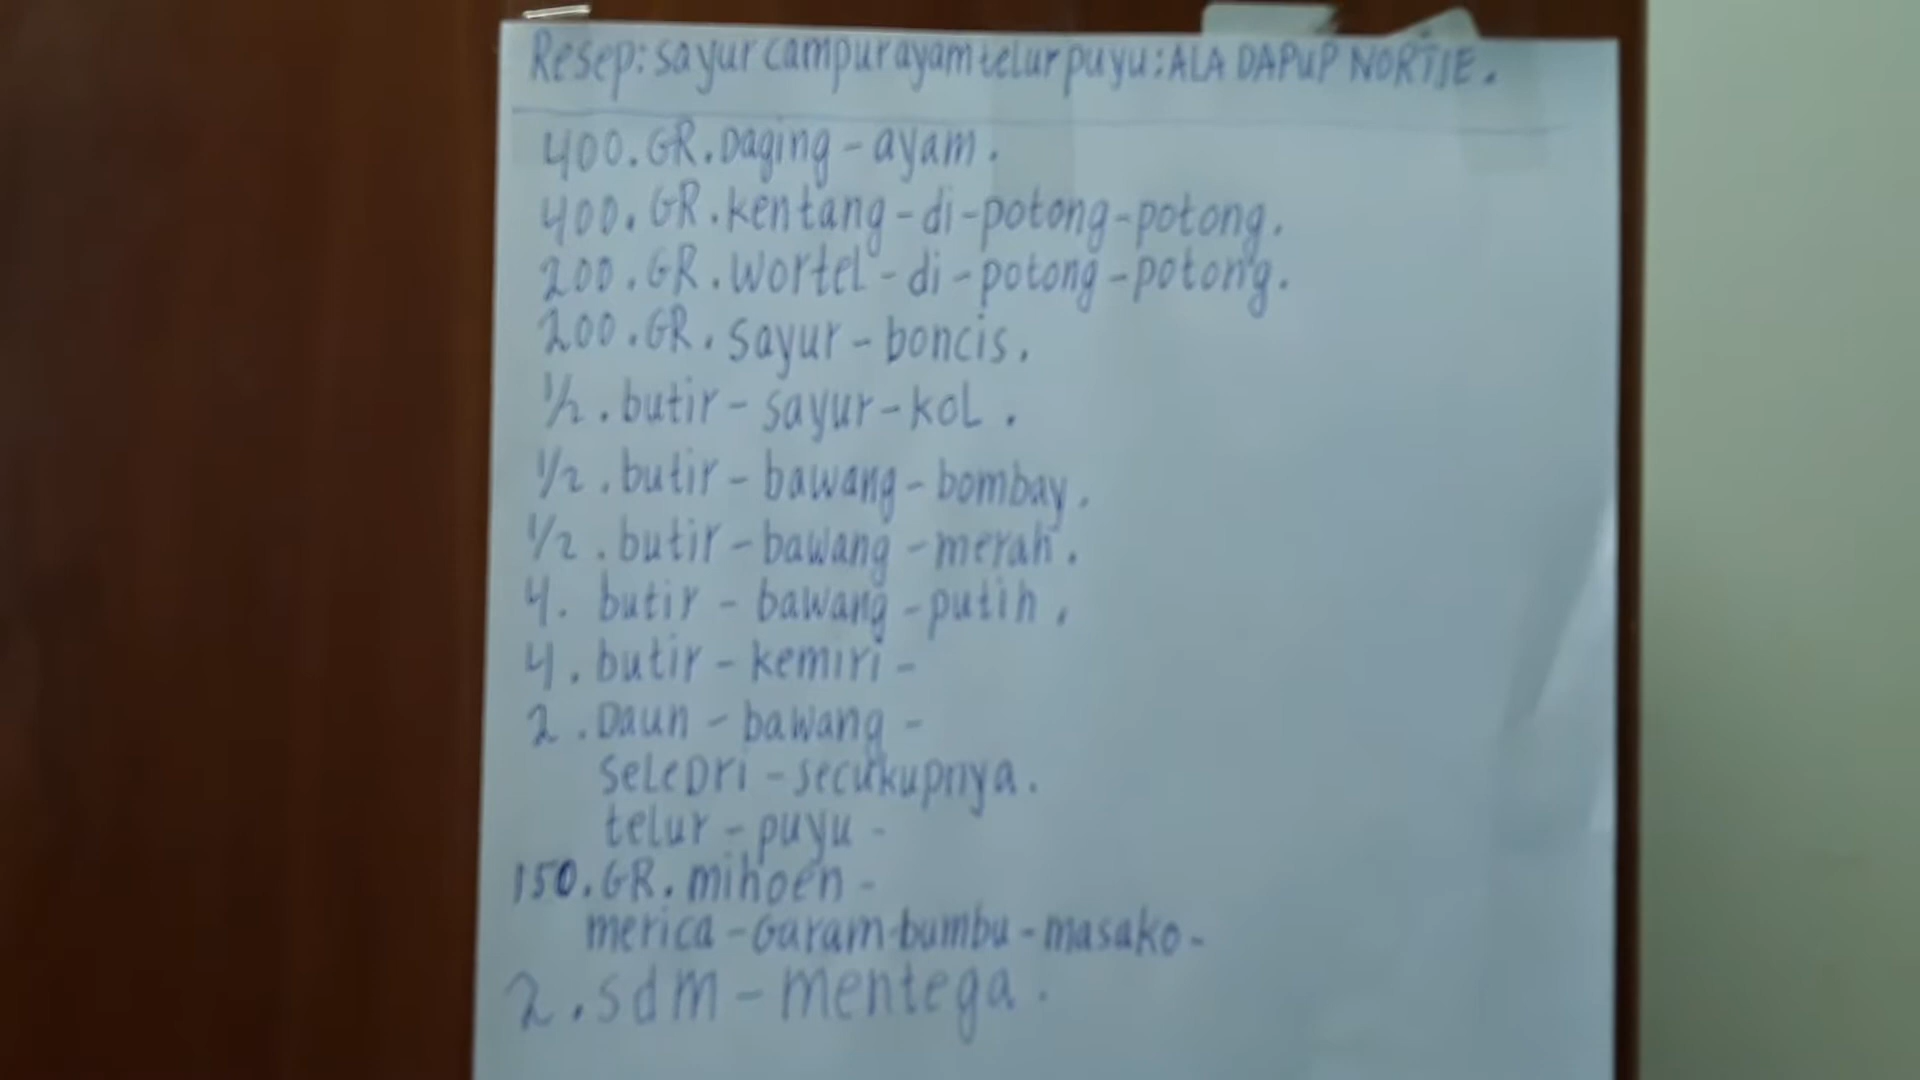 Resep: sayur campur ayam telur puyu: ALA DAPUP NORTJE.
400. GR. Daging - ayam.
400. GR. kentang - di - potong - potong.
200. GR. wortel - di - potong - potong.
200. GR. sayur - boncis.
1/2. butir - sayur - koL.
1/2. butir - bawang - bombay.
1/2. butir - bawang - merah.
4. butir - bawang - putih.
4. butir - kemiri -
2. Daun - bawang -
seleDri - secukupnya.
telur - puyu -
150. GR. mihoen -
merica - Garam - bumbu - masako -
2. sdm - mentega.